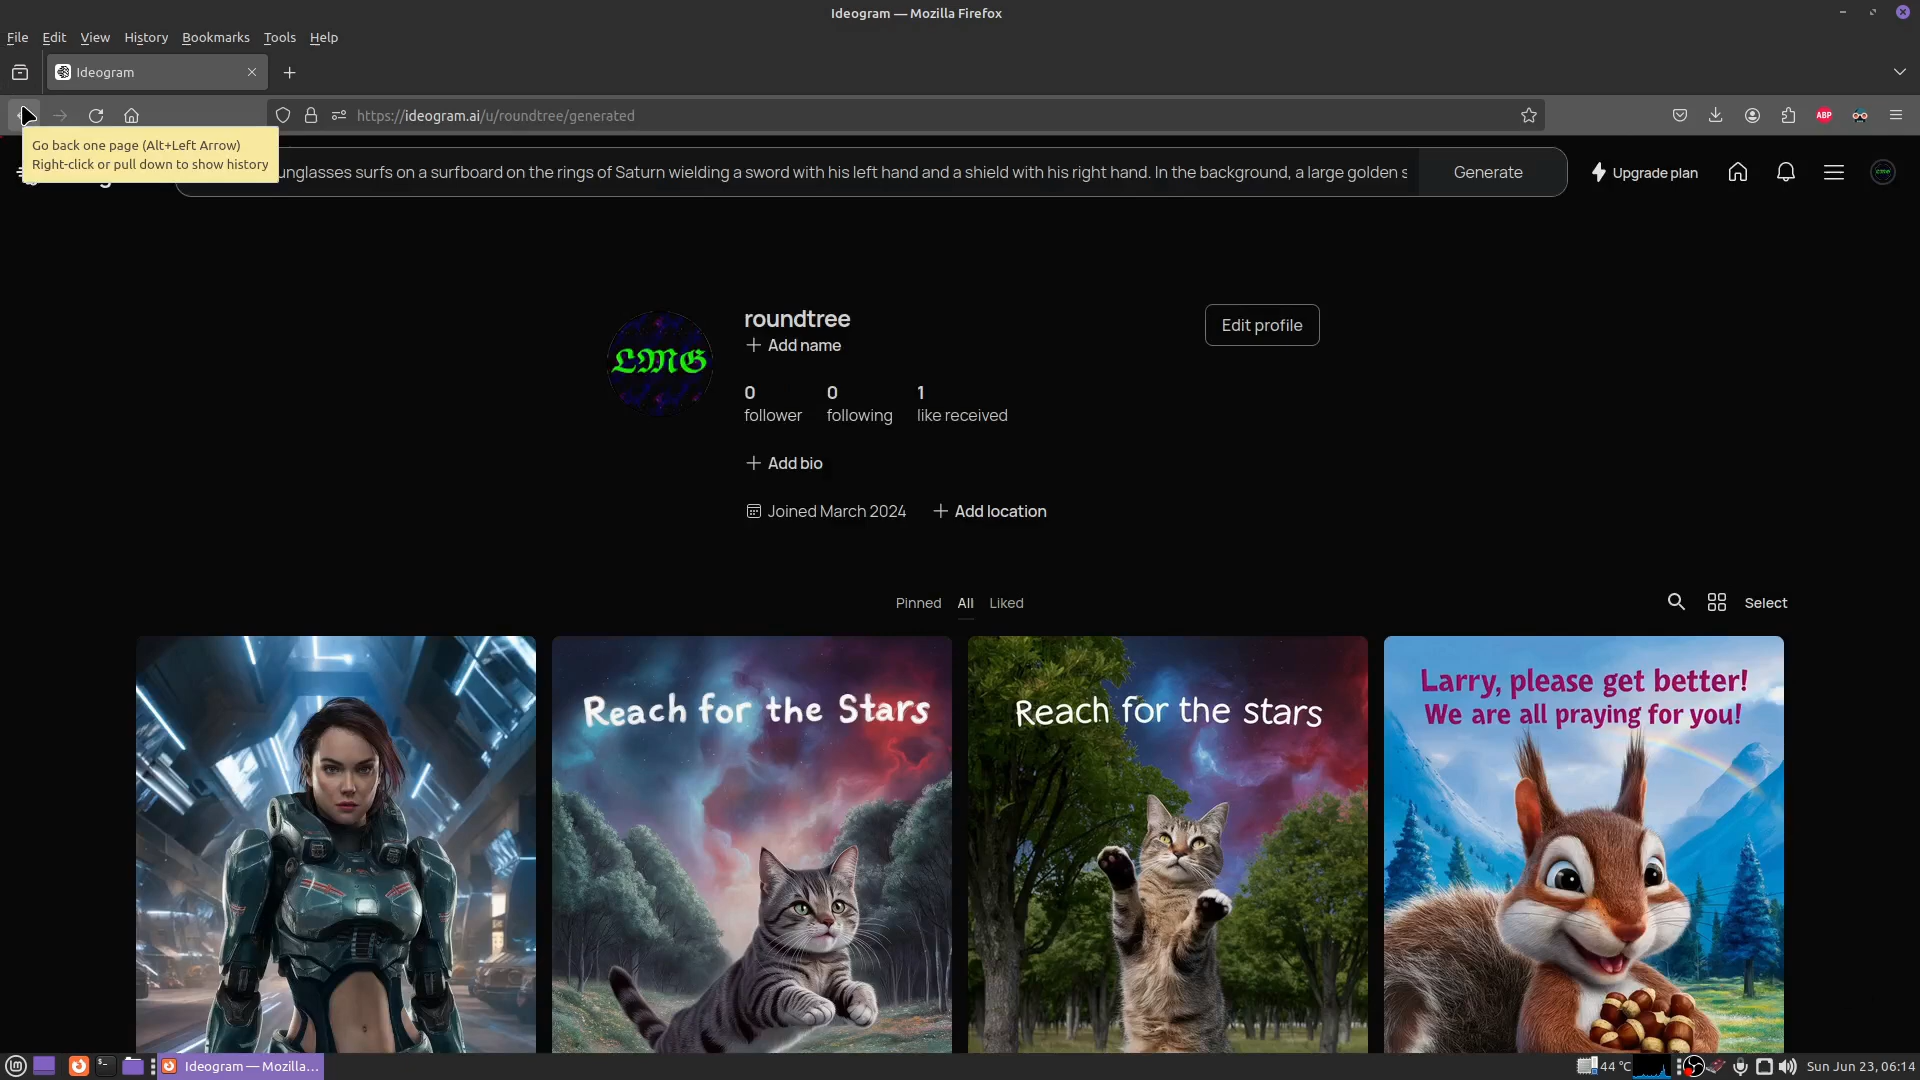 Ideogram — Mozilla Firefox
File Edit View History Bookmarks Tools Help
Ideogram
https://ideogram.ai/u/roundtree/generated
ABP
Go back one page (Alt+Left Arrow)
Right-click or pull down to show history
unglasses surfs on a surfboard on the rings of Saturn wielding a sword with his left hand and a shield with his right hand. In the background, a large golden s
Generate
Upgrade plan
LMG
roundtree
Add name
Edit profile
0 0 1
follower following like received
Add bio
Joined March 2024 Add location
Pinned All Liked
Select
Reach for the Stars
Reach for the stars
Larry, please get better!
We are all praying for you!
Ideogram — Mozilla...
44 °C
Sun Jun 23, 06:14